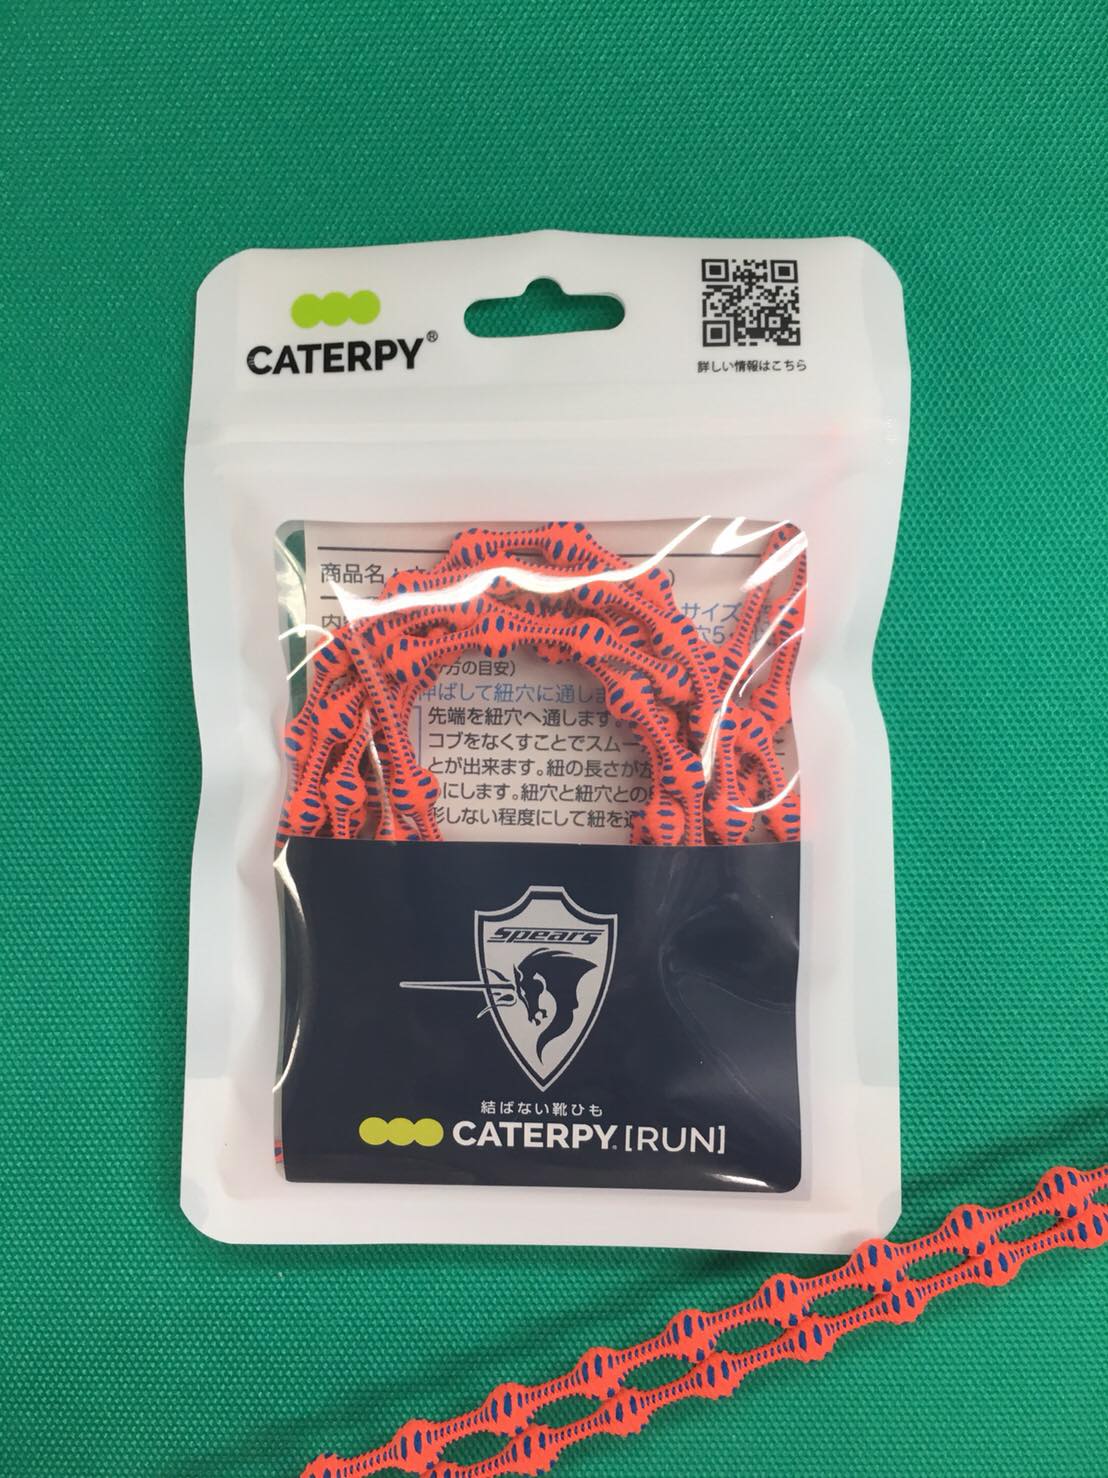 CATERPY®
詳しい情報はこちら
商品名
サイズ
方の目安)
伸ばして紐穴に通しま
先端を紐穴へ通します。
コブをなくすことでスムー
とが出来ます。紐の長さが左
にします。紐穴と紐穴との
形しない程度にして紐を通
spears
結ばない靴ひも
CATERPY [RUN]